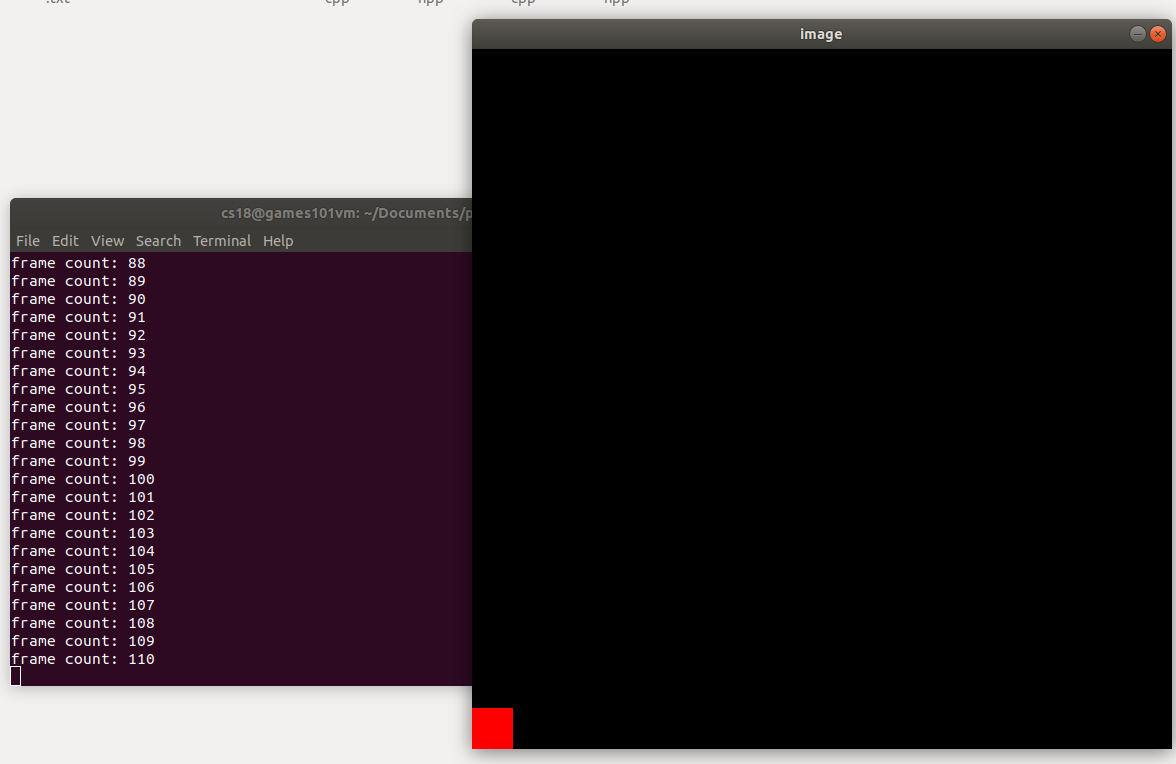 .txt
cpp
hpp
cpp
hpp
image
cs18@games101vm: ~/Documents/p
File Edit View Search Terminal Help
frame count: 88
frame count: 89
frame count: 90
frame count: 91
frame count: 92
frame count: 93
frame count: 94
frame count: 95
frame count: 96
frame count: 97
frame count: 98
frame count: 99
frame count: 100
frame count: 101
frame count: 102
frame count: 103
frame count: 104
frame count: 105
frame count: 106
frame count: 107
frame count: 108
frame count: 109
frame count: 110